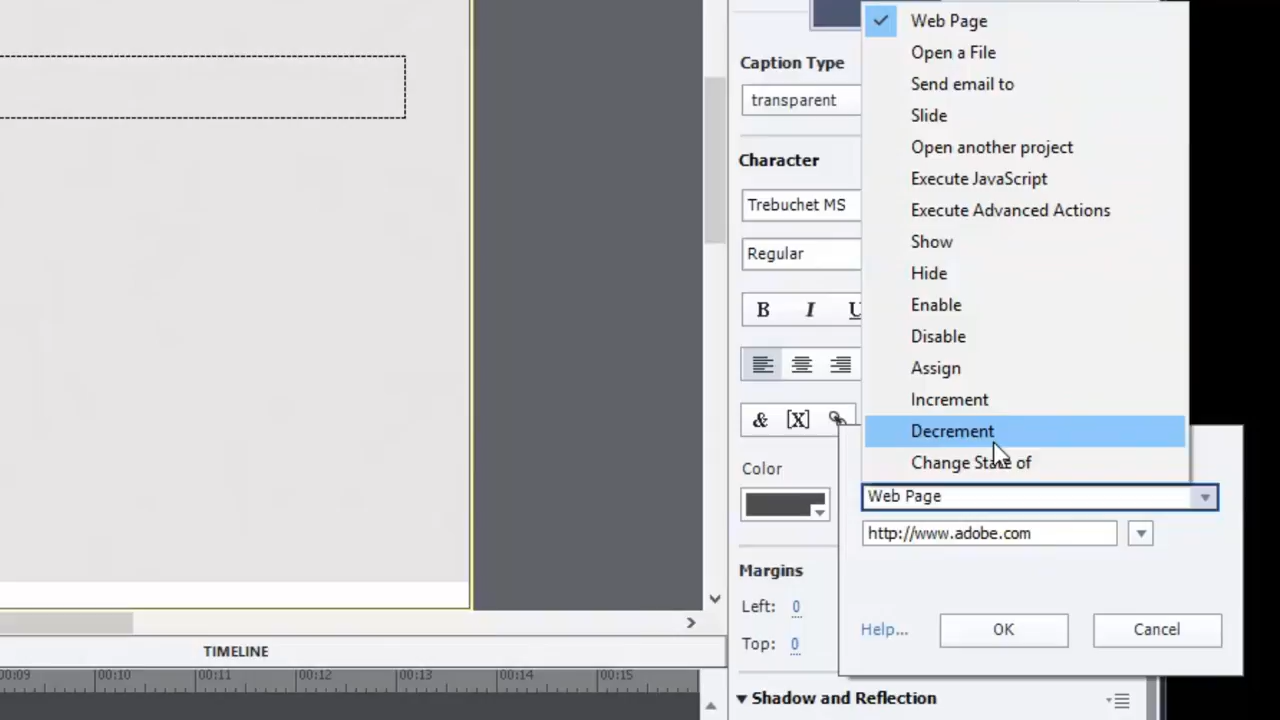 Web Page
Open a File
Send email to
Slide
Open another project
Execute JavaScript
Execute Advanced Actions
Show
Hide
Enable
Disable
Assign
Increment
Decrement
Change State of
Web Page
http://www.adobe.com
Help...
OK
Cancel
Caption Type
transparent
Character
Trebuchet MS
Regular
B I U
& [X]
Color
Margins
Left: 0
Top: 0
Shadow and Reflection
TIMELINE
00:09 00:10 00:11 00:12 00:13 00:14 00:15